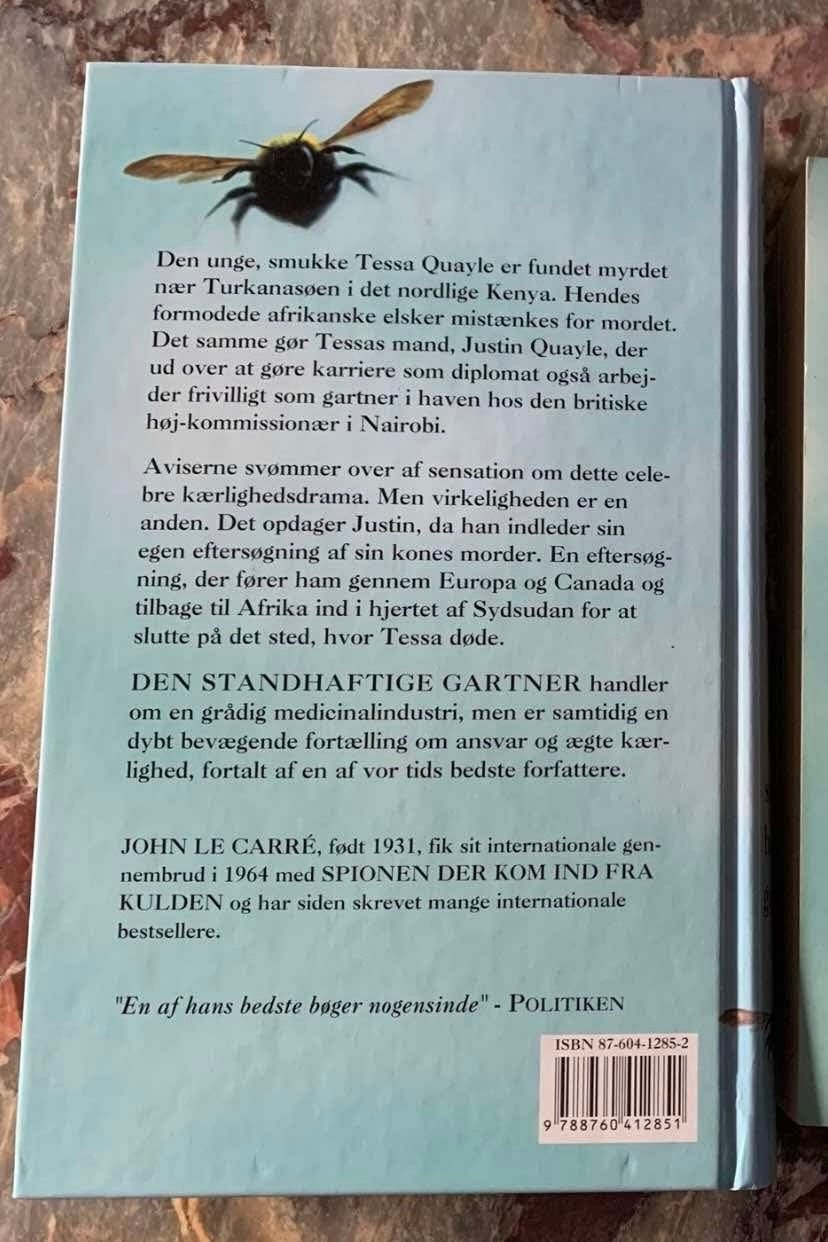 Den unge, smukke Tessa Quayle er fundet myrdet
nær Turkanasøen i det nordlige Kenya. Hendes
formodede afrikanske elsker mistænkes for mordet.
Det samme gør Tessas mand, Justin Quayle, der
ud over at gøre karriere som diplomat også arbej-
der frivilligt som gartner i haven hos den britiske
høj-kommissionær i Nairobi.
Aviserne svømmer over af sensation om dette cele-
bre kærlighedsdrama. Men virkeligheden er en
anden. Det opdager Justin, da han indleder sin
egen eftersøgning af sin kones morder. En eftersøg-
ning, der fører ham gennem Europa og Canada og
tilbage til Afrika ind i hjertet af Sydsudan for at
slutte på det sted, hvor Tessa døde.
DEN STANDHAFTIGE GARTNER handler
om en grådig medicinalindustri, men er samtidig en
dybt bevægende fortælling om ansvar og ægte kær-
lighed, fortalt af en af vor tids bedste forfattere.
JOHN LE CARRÉ, født 1931, fik sit internationale gen-
nembrud i 1964 med SPIONEN DER KOM IND FRA
KULDEN og har siden skrevet mange internationale
bestsellere.
"En af hans bedste bøger nogensinde" - POLITIKEN
ISBN 87-604-1285-2
9 788760 412851